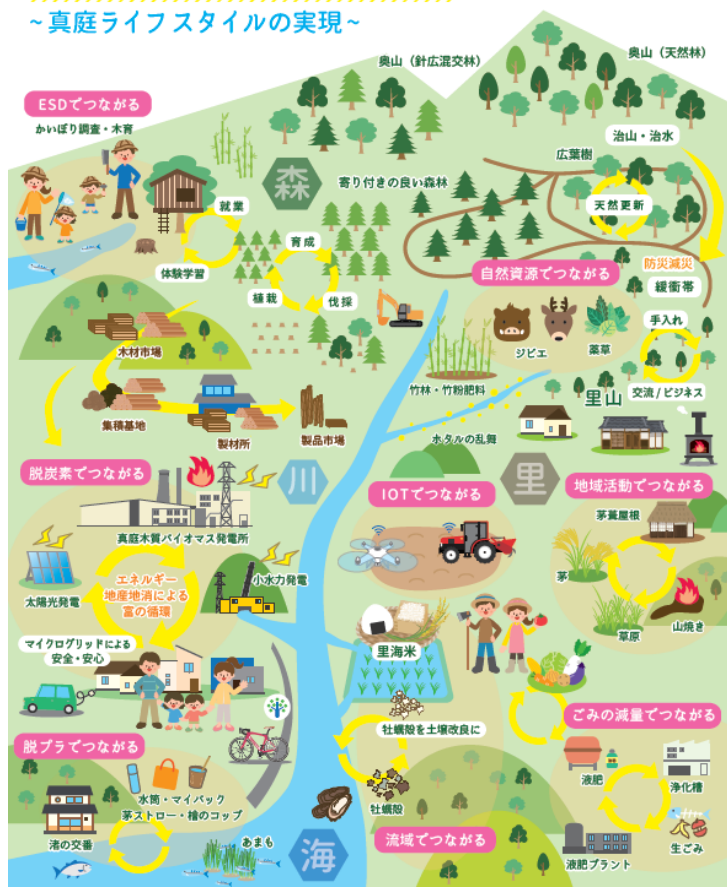 ~真庭ライフスタイルの実現~
奥山（針広混交林）
奥山（天然林）
ESDでつながる
かいぼり調査・木育
治山・治水
広葉樹
森
寄り付きの良い森林
天然更新
就業
体験学習
育成
植栽
伐採
防災減災
緩衝帯
自然資源でつながる
ジビエ
薬草
手入れ
交流/ビジネス
木材市場
竹林・竹粉肥料
里山
集積基地
製材所
製品市場
水タルの乱舞
脱炭素でつながる
川
IOTでつながる
里
地域活動でつながる
茅葺屋根
真庭木質バイオマス発電所
太陽光発電
エネルギー
地産地消による
富の循環
小水力発電
茅
草原
山焼き
マイクログリッドによる
安全・安心
里海米
ごみの減量でつながる
脱プラでつながる
牡蠣殻を土壌改良に
液肥
浄化槽
水筒・マイバック
茅ストロー・檜のコップ
牡蠣殻
渚の交番
あまも
海
流域でつながる
液肥プラント
生ごみ